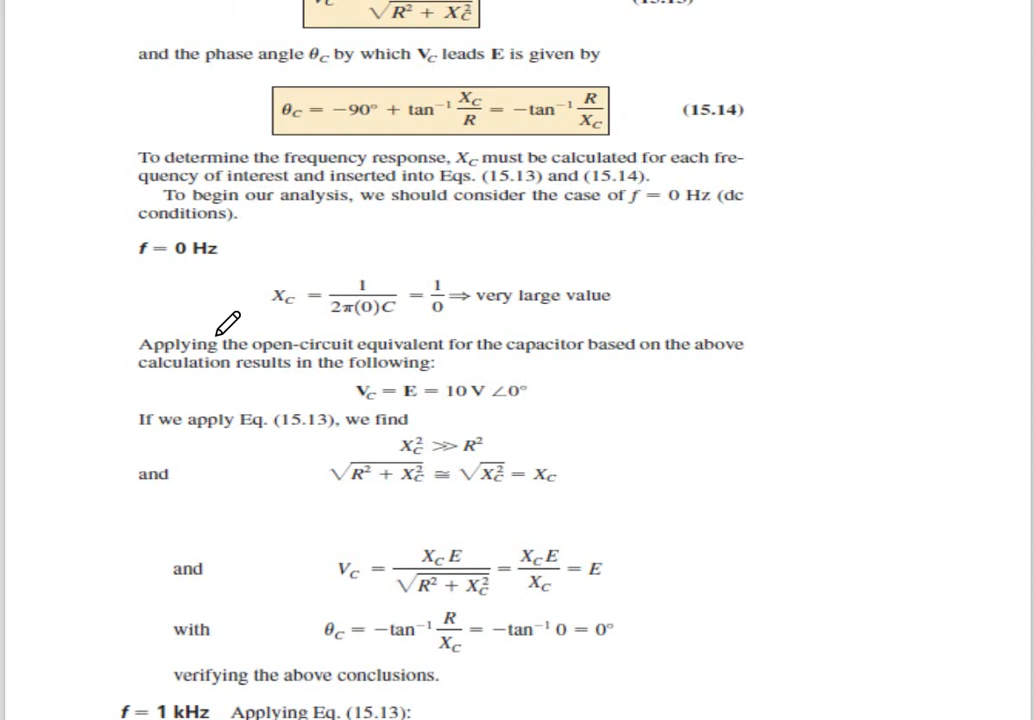 √R² + X_C²
and the phase angle θ_C by which V_C leads E is given by
θ_C = −90° + tan⁻¹ X_C/R = −tan⁻¹ R/X_C (15.14)
To determine the frequency response, X_C must be calculated for each fre-
quency of interest and inserted into Eqs. (15.13) and (15.14).
To begin our analysis, we should consider the case of f = 0 Hz (dc
conditions).
f = 0 Hz
X_C = 1/2π(0)C = 1/0 ⇒ very large value
Applying the open-circuit equivalent for the capacitor based on the above
calculation results in the following:
V_C = E = 10 V ∠0°
If we apply Eq. (15.13), we find
X_C² >> R²
and √R² + X_C² ≅ √X_C² = X_C
and V_C = X_C E/√R² + X_C² = X_C E/X_C = E
with θ_C = −tan⁻¹ R/X_C = −tan⁻¹ 0 = 0°
verifying the above conclusions.
f = 1 kHz Applying Eq. (15.13):